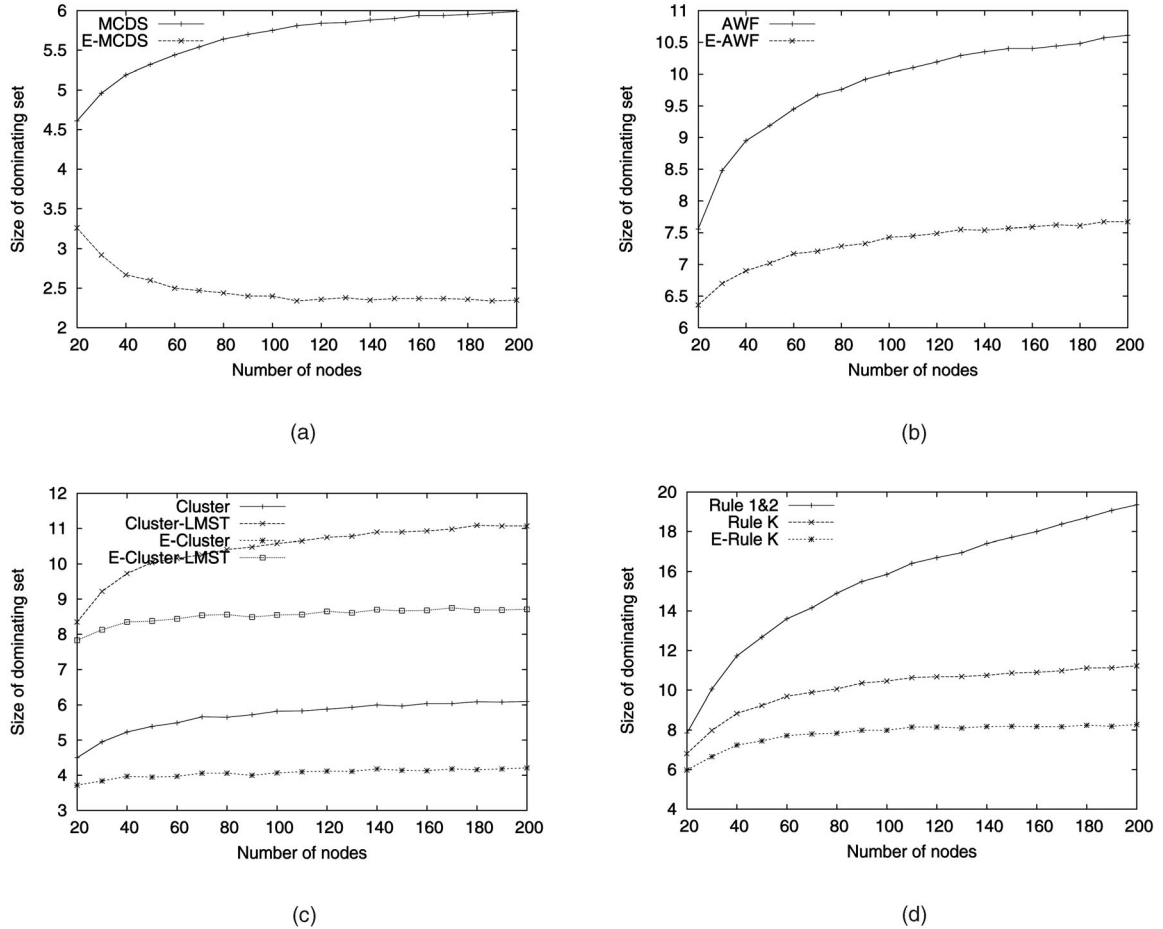 MCDS
E-MCDS
6
5.5
5
4.5
4
3.5
3
2.5
2
20 40 60 80 100 120 140 160 180 200
Size of dominating set
Number of nodes
(a)
AWF
E-AWF
11
10.5
10
9.5
9
8.5
8
7.5
7
6.5
6
20 40 60 80 100 120 140 160 180 200
Size of dominating set
Number of nodes
(b)
Cluster
Cluster-LMST
E-Cluster
E-Cluster-LMST
12
11
10
9
8
7
6
5
4
3
20 40 60 80 100 120 140 160 180 200
Size of dominating set
Number of nodes
(c)
Rule 1&2
Rule K
E-Rule K
20
18
16
14
12
10
8
6
4
20 40 60 80 100 120 140 160 180 200
Size of dominating set
Number of nodes
(d)